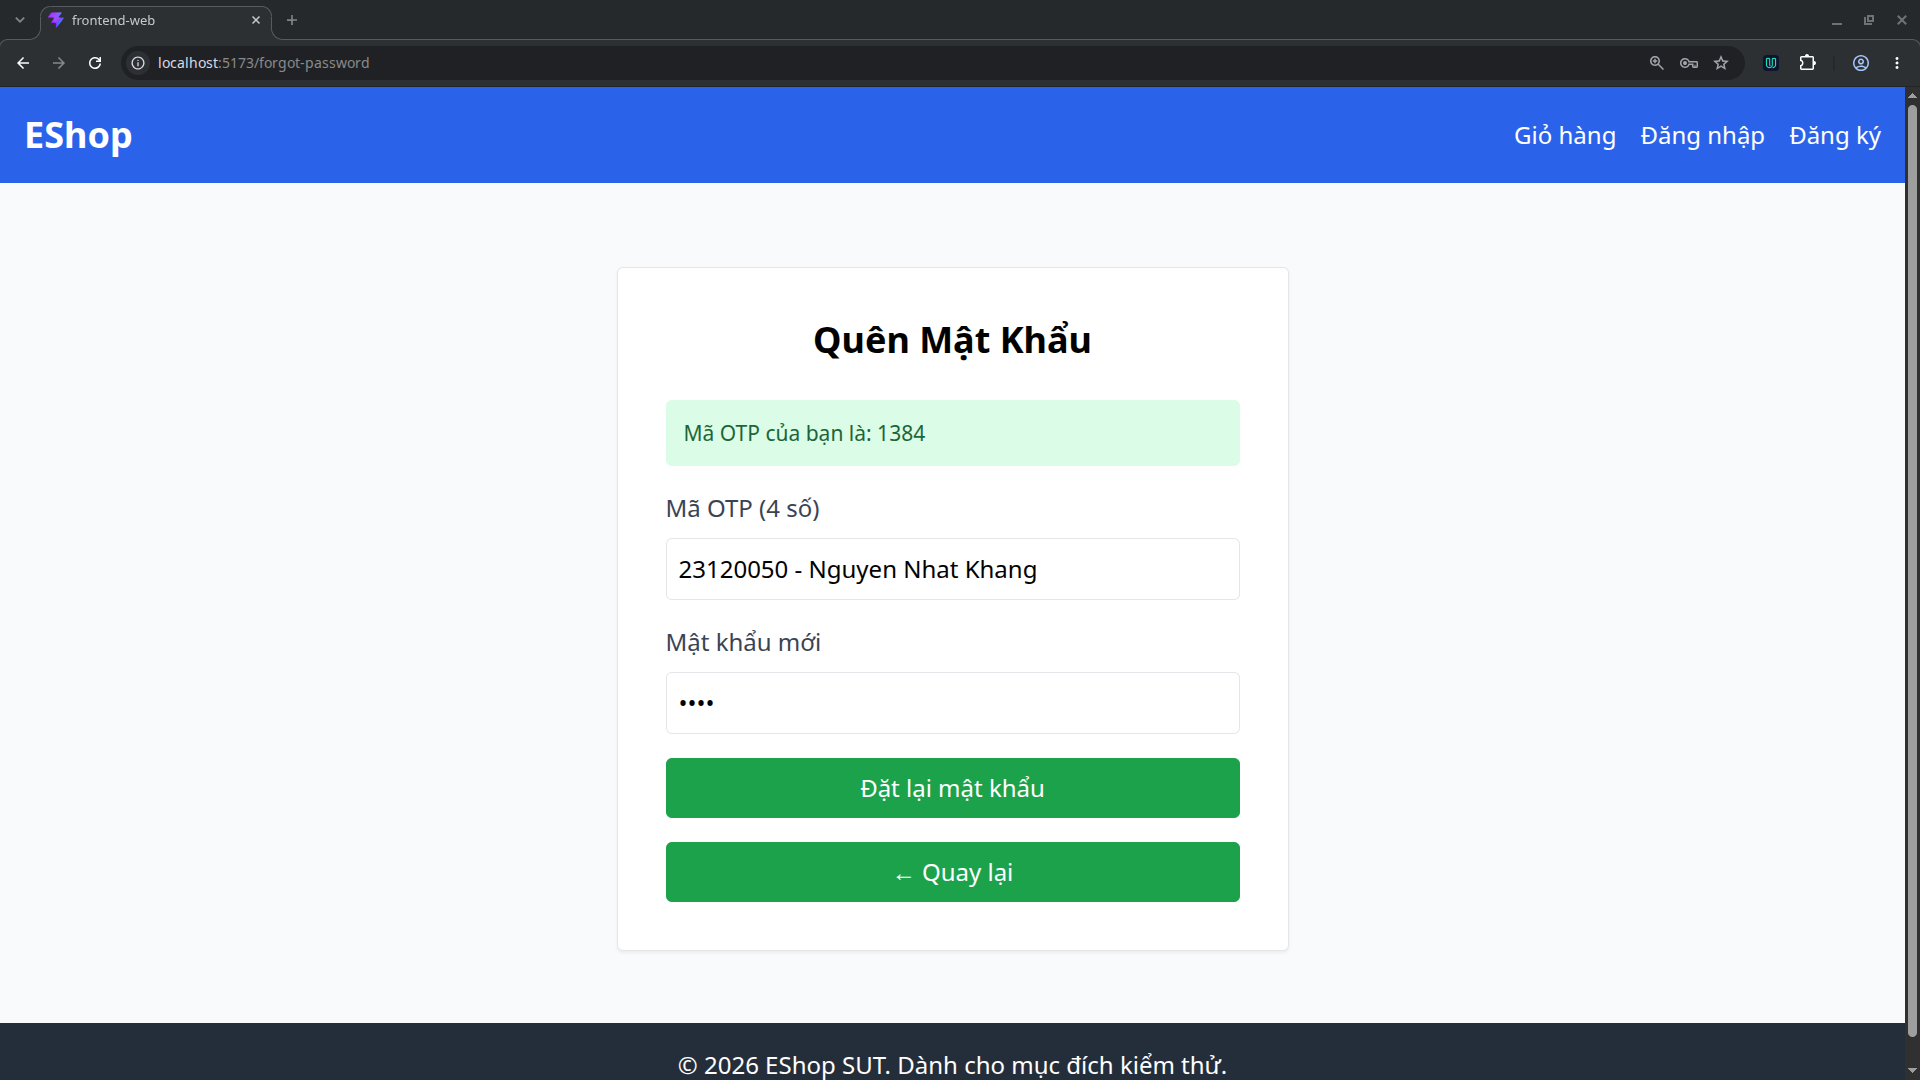 frontend-web
localhost:5173/forgot-password
EShop
Giỏ hàng Đăng nhập Đăng ký
Quên Mật Khẩu
Mã OTP của bạn là: 1384
Mã OTP (4 số)
23120050 - Nguyen Nhat Khang
Mật khẩu mới
••••
Đặt lại mật khẩu
← Quay lại
© 2026 EShop SUT. Dành cho mục đích kiểm thử.